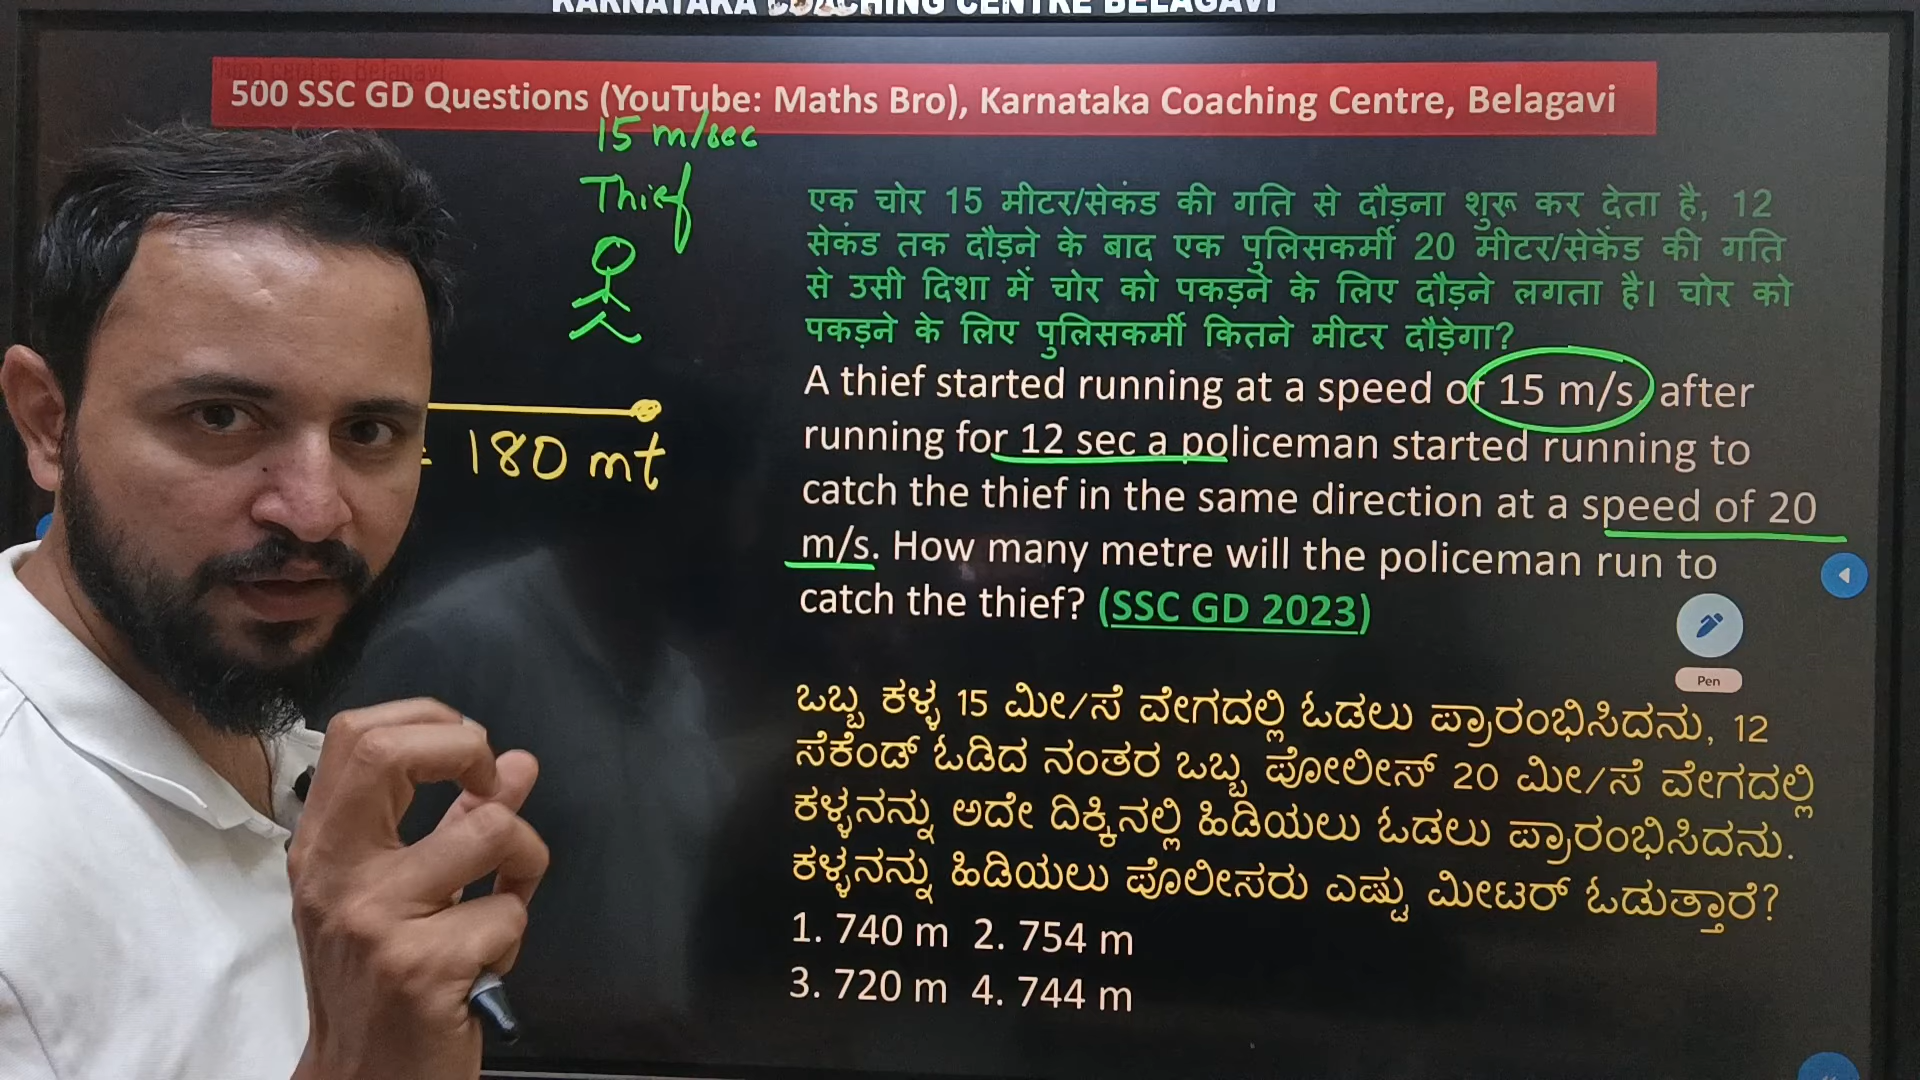 KARNATAKA COACHING CENTRE BELAGAVI
500 SSC GD Questions (YouTube: Maths Bro), Karnataka Coaching Centre, Belagavi
15 m/sec
Thief
= 180 mt
एक चोर 15 मीटर/सेकंड की गति से दौड़ना शुरू कर देता है, 12
सेकंड तक दौड़ने के बाद एक पुलिसकर्मी 20 मीटर/सेकेंड की गति
से उसी दिशा में चोर को पकड़ने के लिए दौड़ने लगता है। चोर को
पकड़ने के लिए पुलिसकर्मी कितने मीटर दौड़ेगा?
A thief started running at a speed of 15 m/s, after
running for 12 sec a policeman started running to
catch the thief in the same direction at a speed of 20
m/s. How many metre will the policeman run to
catch the thief? (SSC GD 2023)
Pen
ಒಬ್ಬ ಕಳ್ಳ 15 ಮೀ/ಸೆ ವೇಗದಲ್ಲಿ ಓಡಲು ಪ್ರಾರಂಭಿಸಿದನು, 12
ಸೆಕೆಂಡ್ ಓಡಿದ ನಂತರ ಒಬ್ಬ ಪೋಲೀಸ್ 20 ಮೀ/ಸೆ ವೇಗದಲ್ಲಿ
ಕಳ್ಳನನ್ನು ಅದೇ ದಿಕ್ಕಿನಲ್ಲಿ ಹಿಡಿಯಲು ಓಡಲು ಪ್ರಾರಂಭಿಸಿದನು.
ಕಳ್ಳನನ್ನು ಹಿಡಿಯಲು ಪೊಲೀಸರು ಎಷ್ಟು ಮೀಟರ್ ಓಡುತ್ತಾರೆ?
1. 740 m 2. 754 m
3. 720 m 4. 744 m